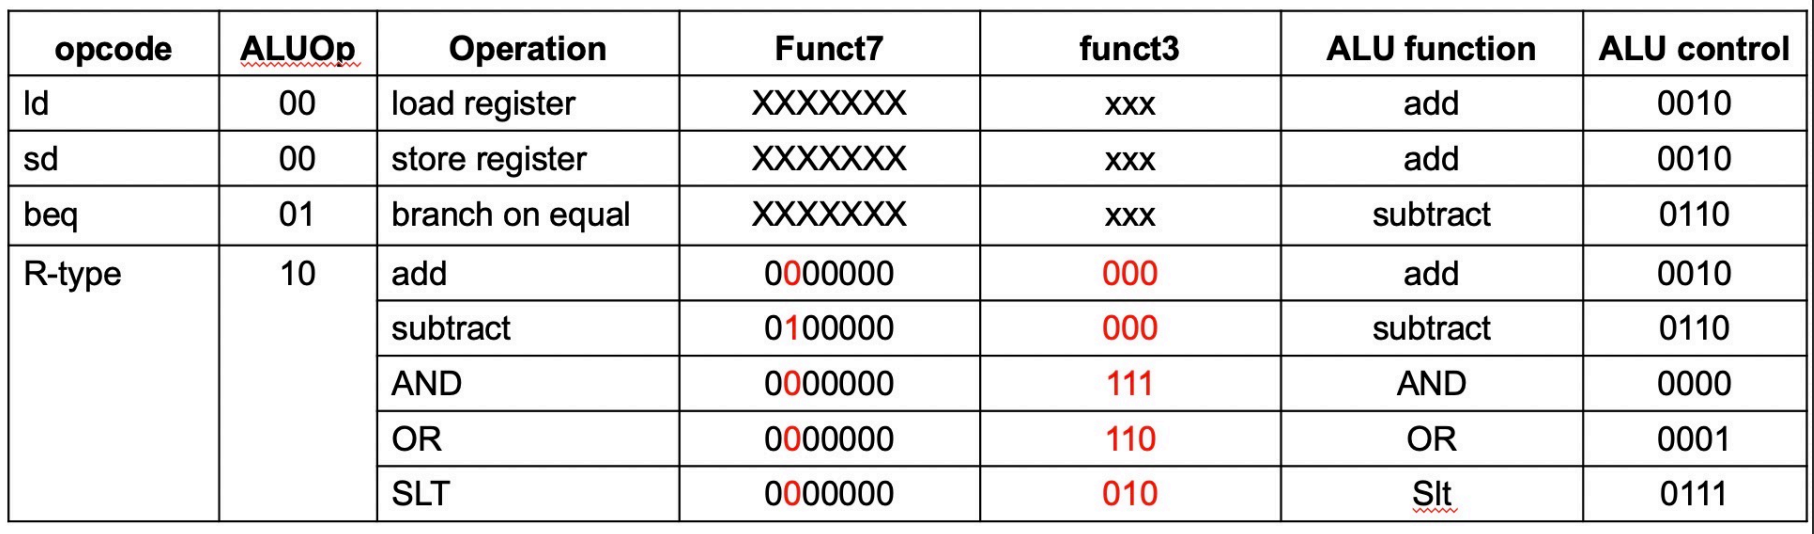 opcode ALUOp Operation Funct7 funct3 ALU function ALU control
ld 00 load register XXXXXXX xxx add 0010
sd 00 store register XXXXXXX xxx add 0010
beq 01 branch on equal XXXXXXX xxx subtract 0110
R-type 10 add 0000000 000 add 0010
subtract 0100000 000 subtract 0110
AND 0000000 111 AND 0000
OR 0000000 110 OR 0001
SLT 0000000 010 Slt 0111